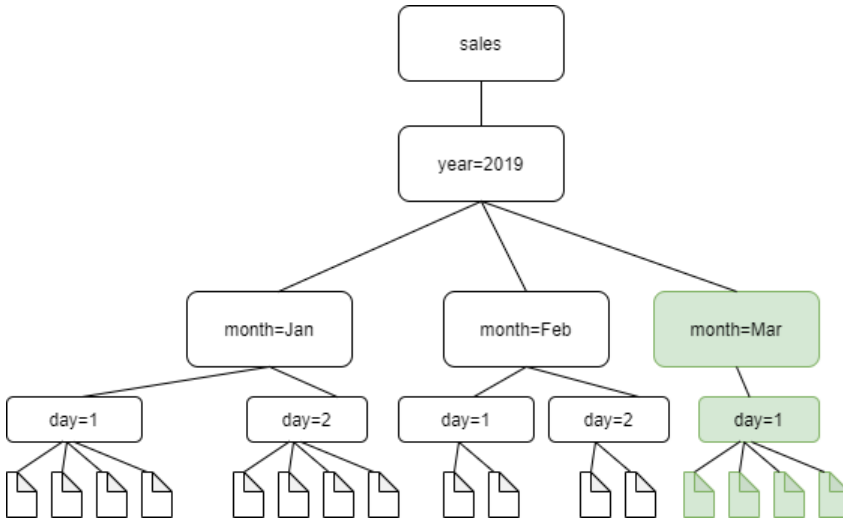 sales
year=2019
month=Jan
month=Feb
month=Mar
day=1
day=2
day=1
day=2
day=1